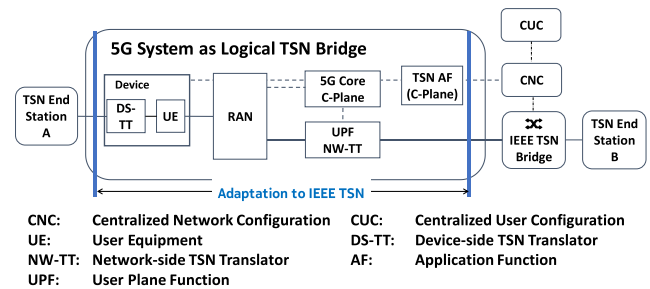 CUC
5G System as Logical TSN Bridge
CNC
Device
5G Core
C-Plane
TSN AF
(C-Plane)
TSN End
Station
A
DS-
TT
UE
RAN
UPF
NW-TT
IEEE TSN
Bridge
TSN End
Station
B
Adaptation to IEEE TSN
CNC: Centralized Network Configuration
CUC: Centralized User Configuration
UE: User Equipment
DS-TT: Device-side TSN Translator
NW-TT: Network-side TSN Translator
AF: Application Function
UPF: User Plane Function